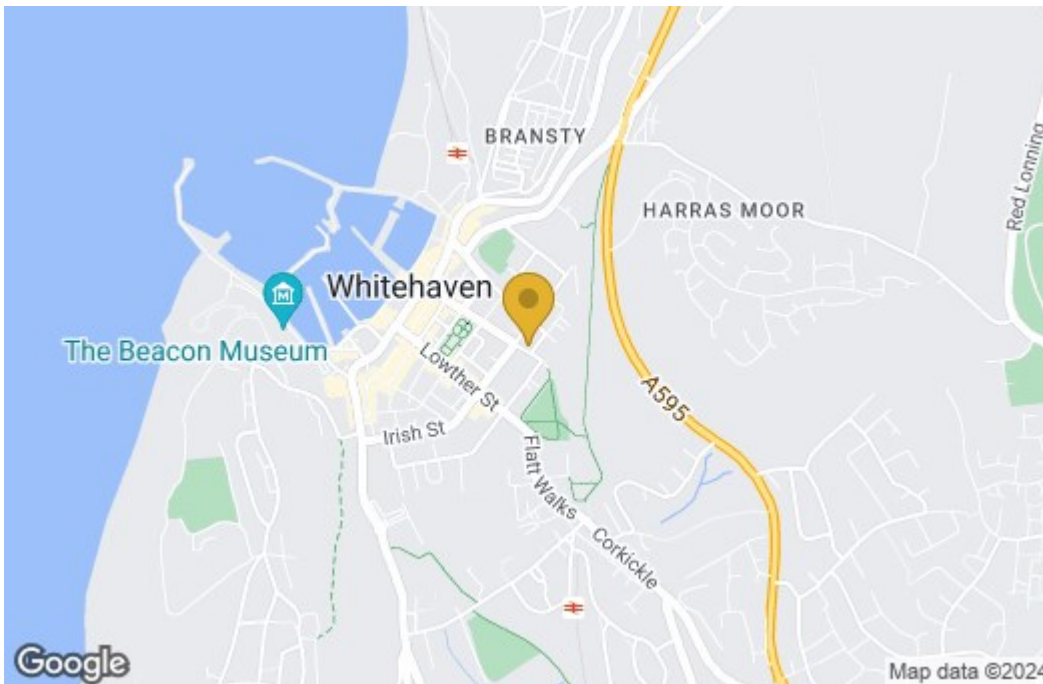 BRANSTY
HARRAS MOOR
Red Lonning
Whitehaven
M
The Beacon Museum
Lowther St
A595
Irish St
Flatt Walks
Corkickle
Google
Map data ©2024